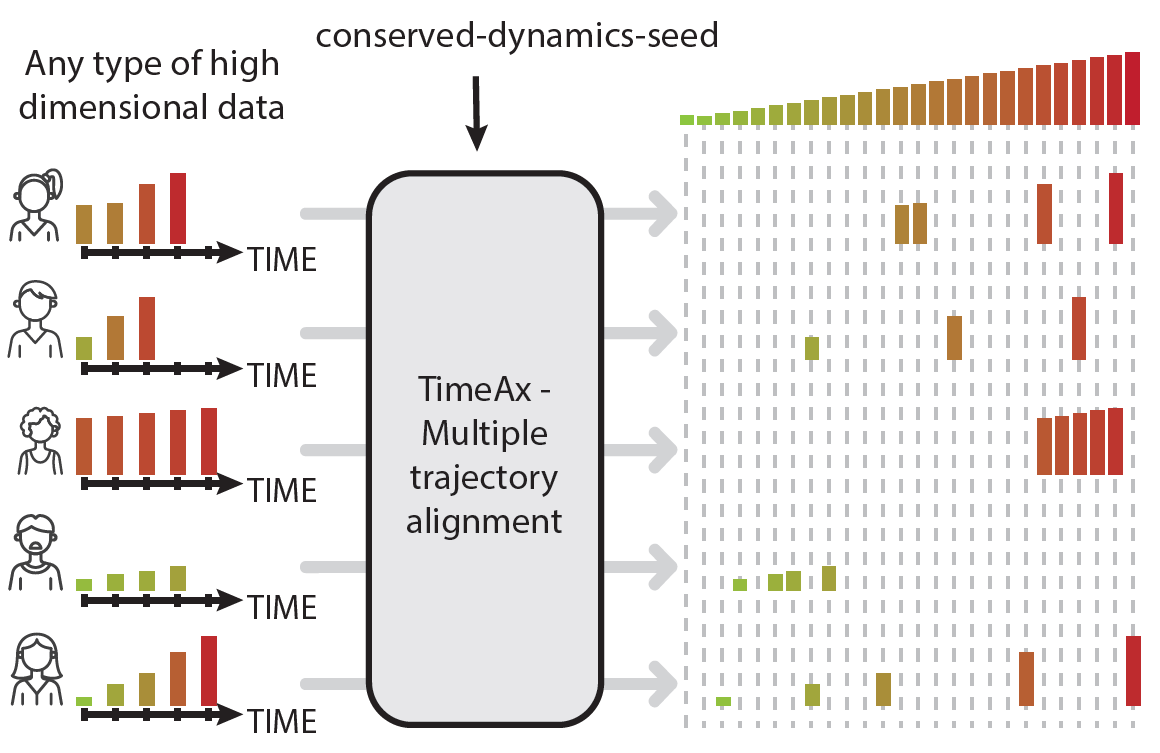 conserved-dynamics-seed
Any type of high
dimensional data
TIME
TIME
TIME
TIME
TIME
TimeAx -
Multiple
trajectory
alignment